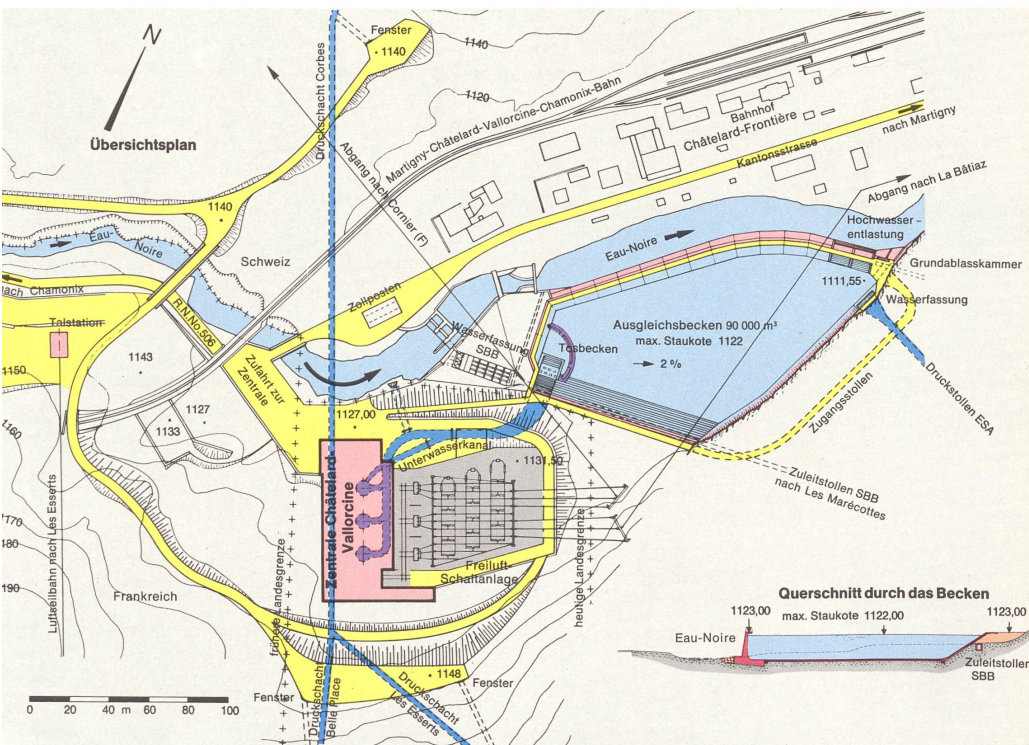 N
Übersichtsplan
Fenster
1140
1140
1120
Druckschacht Corbes
Abgang nach Cornier (F)
Martigny-Châtelard-Vallorcine-Chamonix-Bahn
Bahnhof
Châtelard-Frontière
Kantonsstrasse
nach Martigny
Abgang nach La Bâtiaz
1140
Eau-
Noire
Schweiz
nach Chamonix
R.N.No.506
Zollposten
Eau-Noire
Hochwasser-
entlastung
Grundablasskammer
1111,55
Wasserfassung
Talstation
1143
1150
Zufahrt zur
Zentrale
Wasserfassung
SBB
Ausgleichsbecken 90 000 m³
max. Staukote 1122
Tosbecken
2 %
Druckstollen ESA
Zugangsstollen
1127
1133
1160
1127,00
Unterwasserkanal
1131,50
Zuleitstollen SBB
nach Les Marécottes
Zentrale Châtelard-
Vallorcine
1170
1180
1190
Luftseilbahn nach Les Esserts
Frankreich
frühere Landesgrenze
Freiluft-
Schaltanlage
heutige Landesgrenze
1148
Fenster
Fenster
Druckschacht
Belle Place
Druckschacht
Les Esserts
0 20 40 m 60 80 100
Querschnitt durch das Becken
1123,00
max. Staukote 1122,00
1123,00
Eau-Noire
Zuleitstollen
SBB